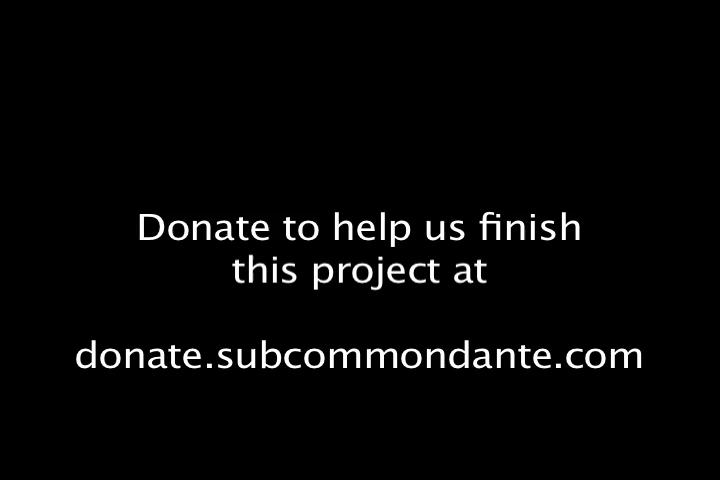 Donate to help us finish
this project at
donate.subcommondante.com